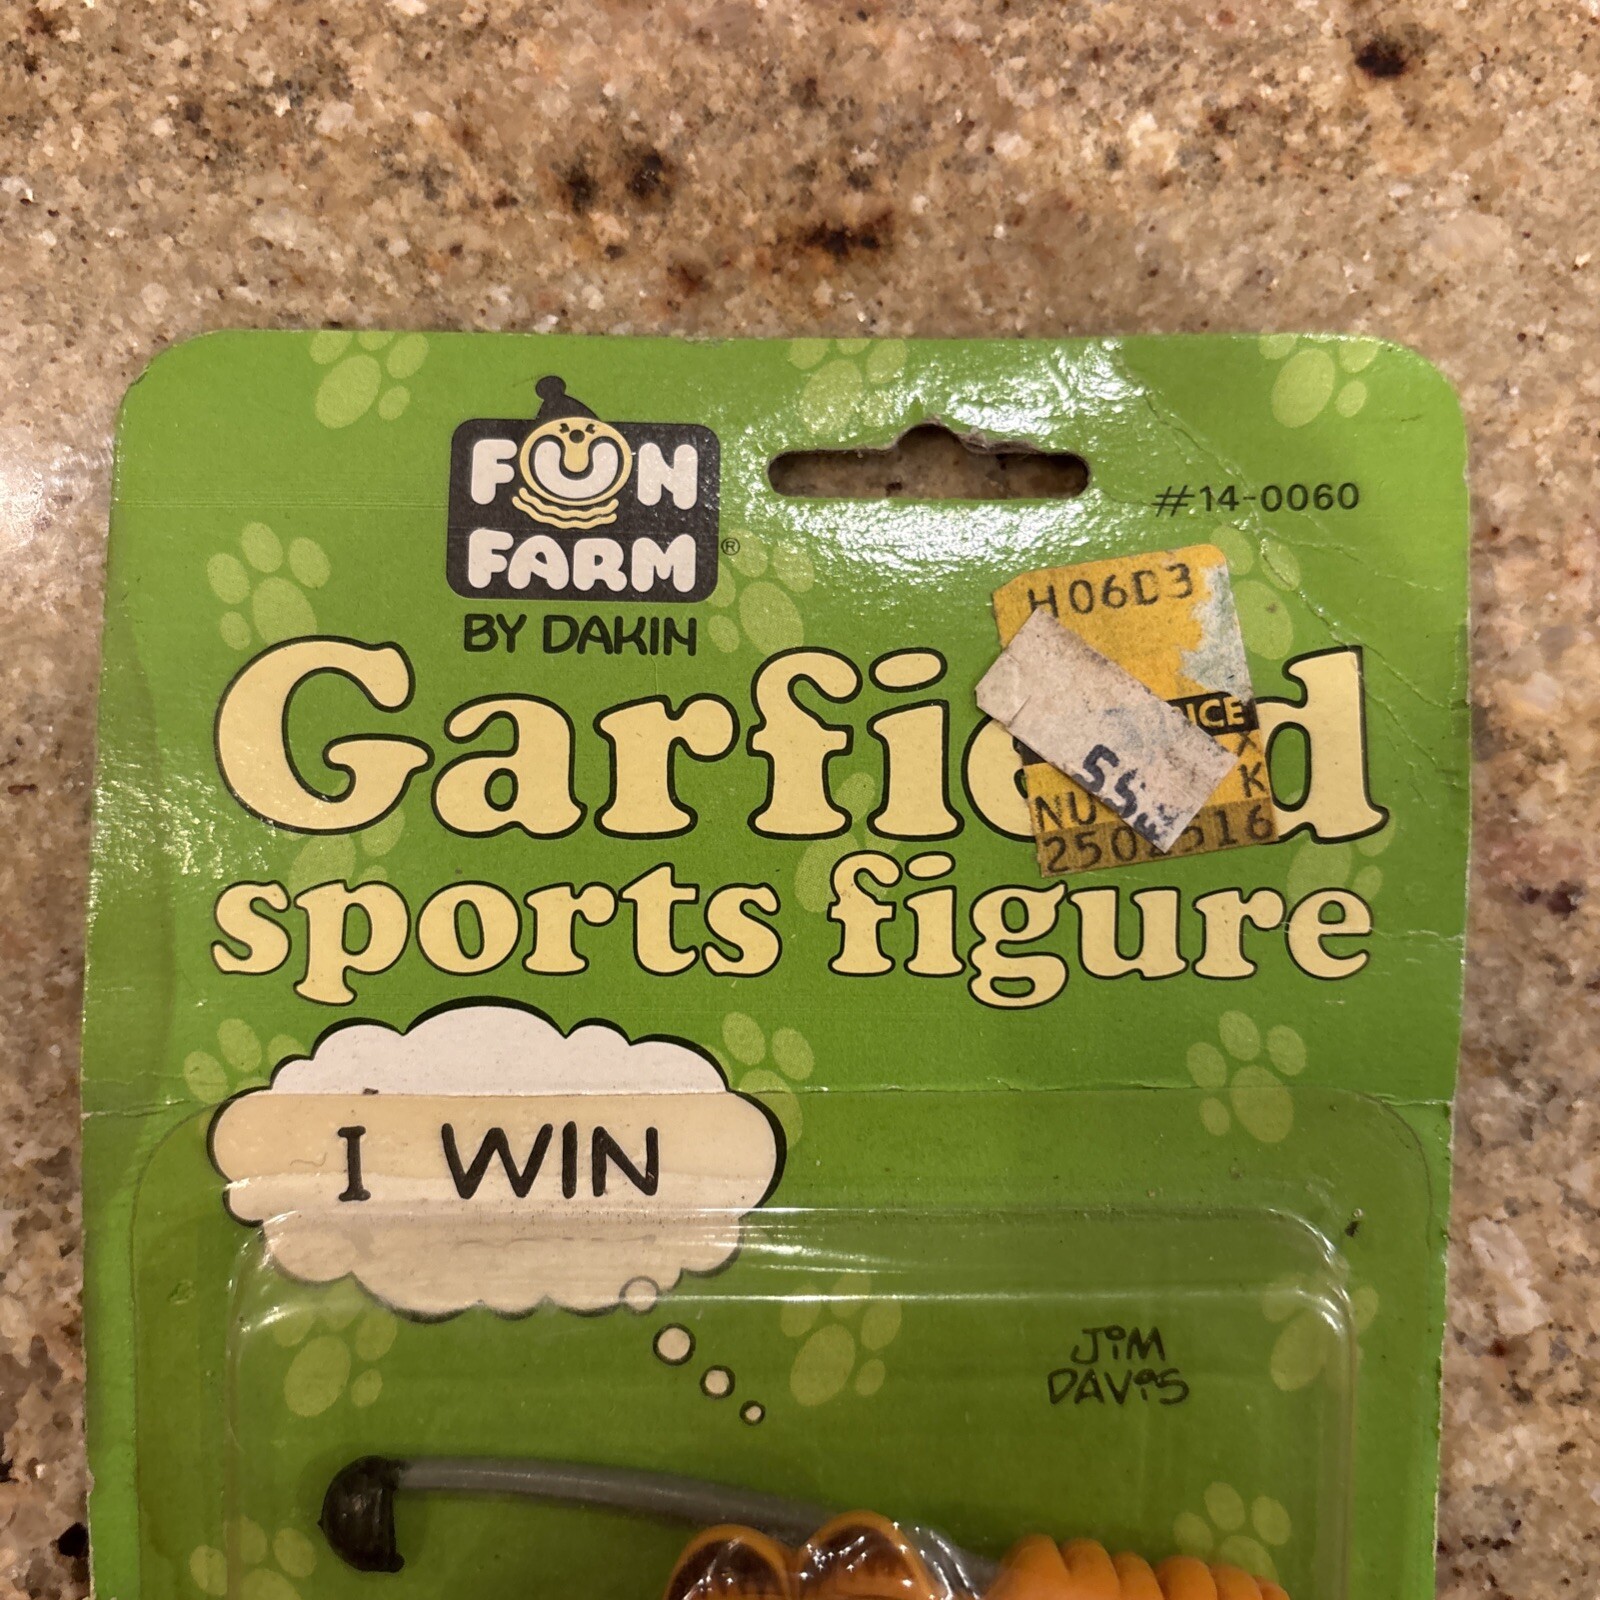 FUN
FARM®
BY DAKIN
#14-0060
H06D3
Garfield
sports figure
I WIN
JiM
DAViS